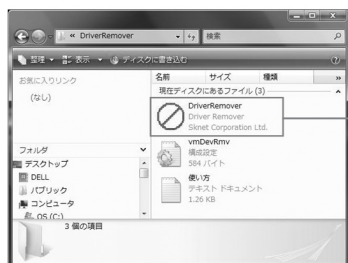 « DriverRemover
検索
整理
表示
ディスクに書き込む
お気に入りリンク
(なし)
フォルダ
デスクトップ
DELL
パブリック
コンピュータ
OS (C:)
名前 サイズ 種類 »
現在ディスクにあるファイル (3)
DriverRemover
Driver Remover
Sknet Corporation Ltd.
vmDevRmv
構成設定
584 バイト
使い方
テキスト ドキュメント
1.26 KB
3 個の項目